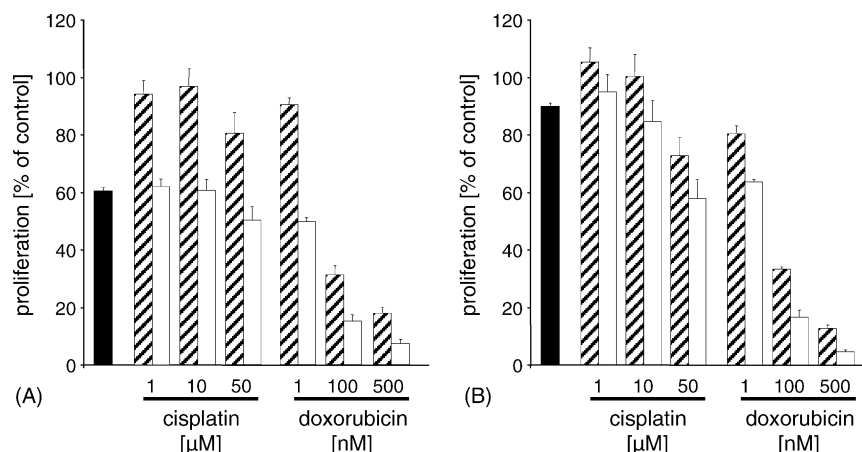 120
100
80
60
40
20
0
proliferation [% of control]
1 10 50 1 100 500
cisplatin doxorubicin
[µM] [nM]
(A)
120
100
80
60
40
20
0
proliferation [% of control]
1 10 50 1 100 500
cisplatin doxorubicin
[µM] [nM]
(B)